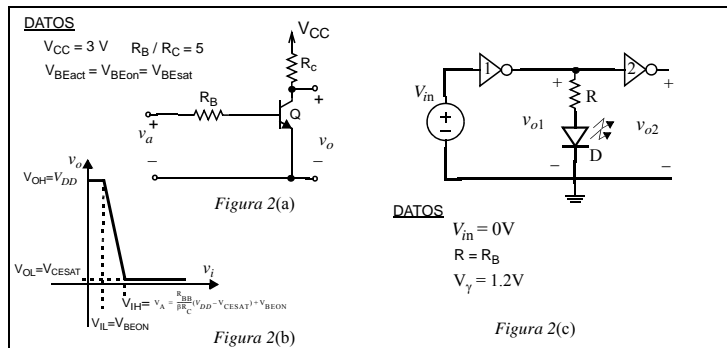 DATOS
V_CC = 3 V R_B / R_C = 5
V_BEact = V_BEon = V_BEsat
V_CC
R_c
R_B
Q
+
v_a
−
+
v_o
−
Figura 2(a)
v_o
V_OH=V_DD
V_OL=V_CESAT
v_i
V_IH= V_A = R_BB/βR_C (V_DD − V_CESAT) + V_BEON
V_IL=V_BEON
Figura 2(b)
1
2
V_in
+
−
+
R
v_o1
D
−
+
v_o2
−
DATOS
V_in = 0V
R = R_B
V_γ = 1.2V
Figura 2(c)